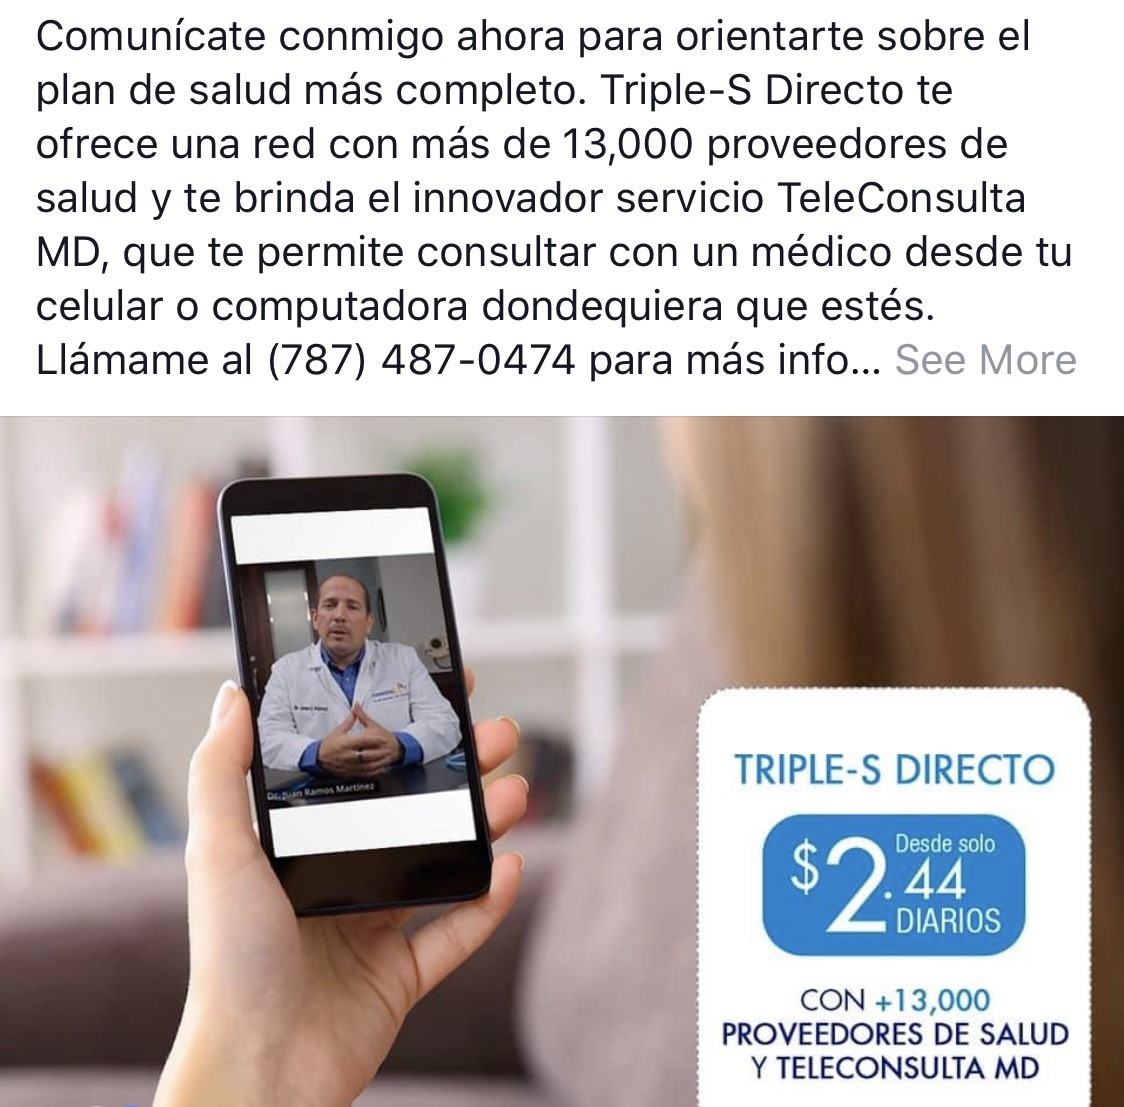 Comunícate conmigo ahora para orientarte sobre el
plan de salud más completo. Triple-S Directo te
ofrece una red con más de 13,000 proveedores de
salud y te brinda el innovador servicio TeleConsulta
MD, que te permite consultar con un médico desde tu
celular o computadora dondequiera que estés.
Llámame al (787) 487-0474 para más info... See More
Dr. Juan Ramos Martinez
TRIPLE-S DIRECTO
Desde solo
$2.44
DIARIOS
CON +13,000
PROVEEDORES DE SALUD
Y TELECONSULTA MD